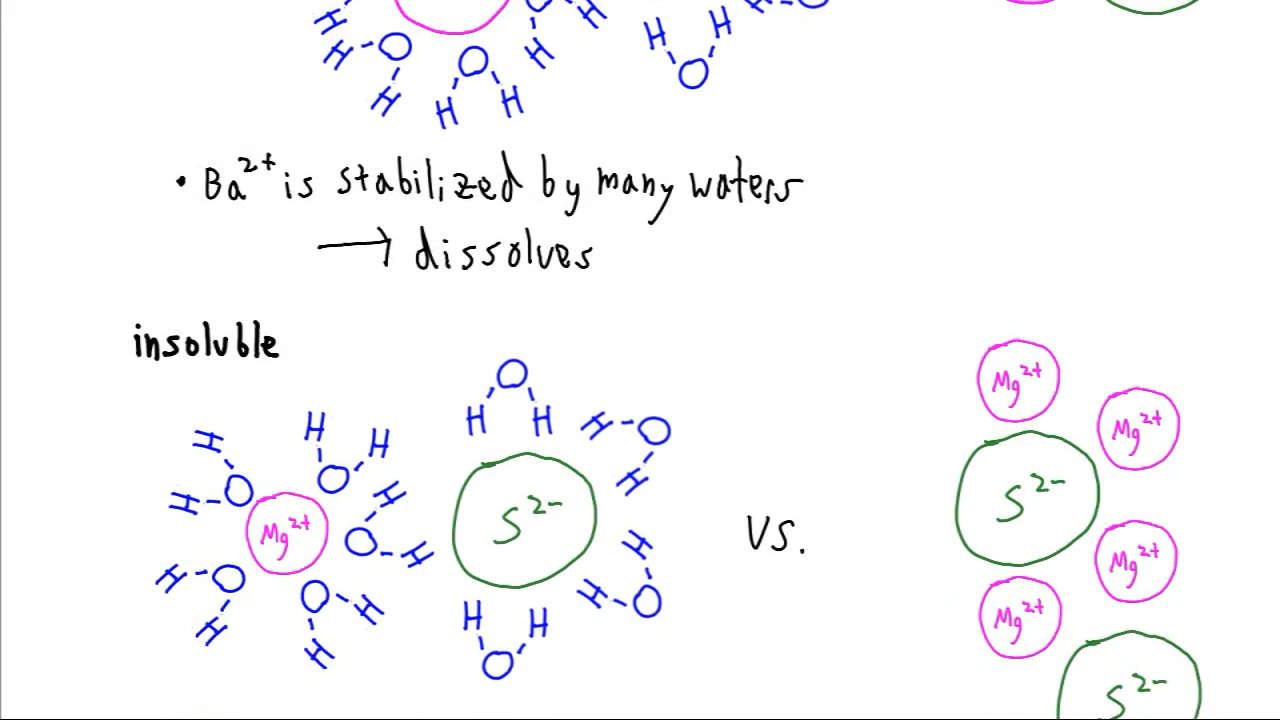 H H H H H
H O H
H H H O
• Ba²⁺ is stabilized by many waters
→ dissolves
insoluble
O
H H
H O
H
H H
H O
H
O
H
H O
Mg²⁺
O H
H
S²⁻
H
H O
H O
H
O H
H
H H
O
vs.
Mg²⁺
Mg²⁺
S²⁻
Mg²⁺
Mg²⁺
S²⁻